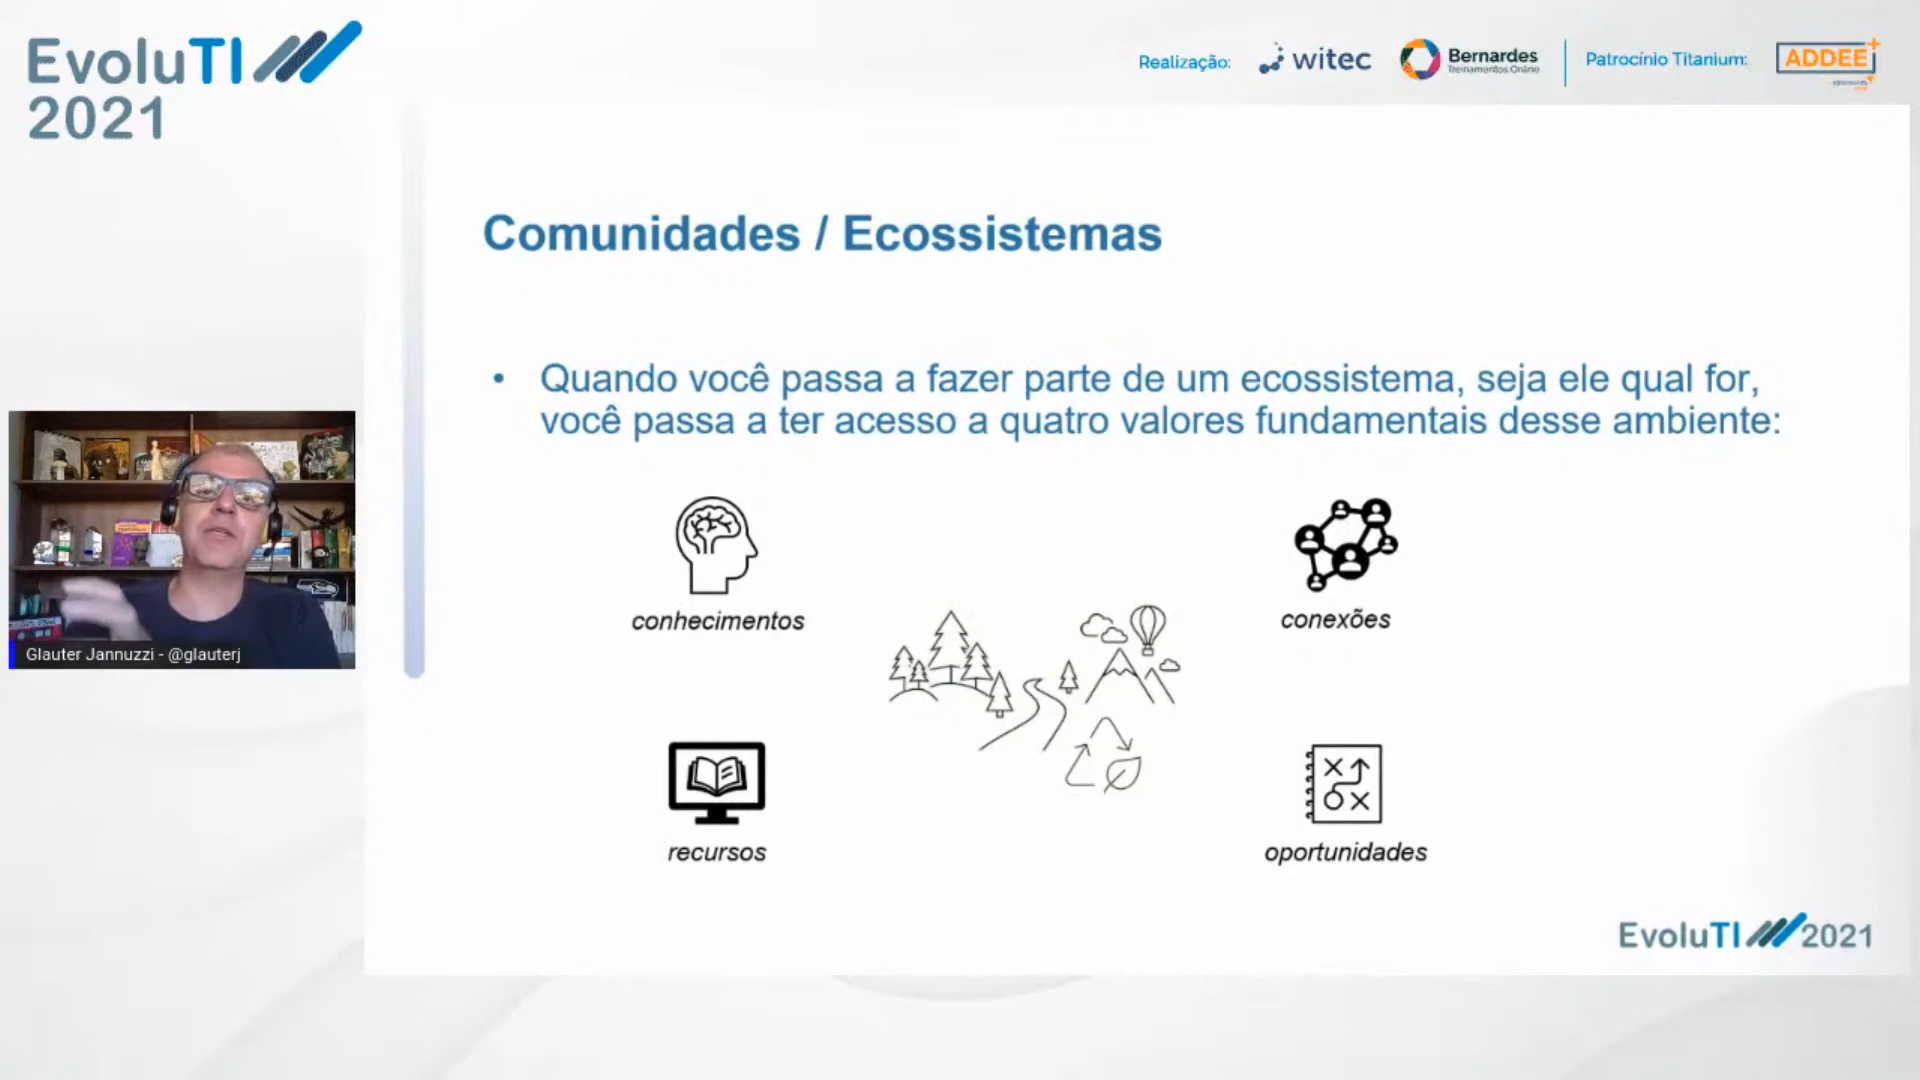 EvoluTI
2021
Realização:
witec
Bernardes
Treinamentos Online
Patrocínio Titanium:
ADDEE
Comunidades / Ecossistemas
• Quando você passa a fazer parte de um ecossistema, seja ele qual for,
você passa a ter acesso a quatro valores fundamentais desse ambiente:
conhecimentos
conexões
recursos
oportunidades
Glauter Jannuzzi - @glauterj
EvoluTI 2021